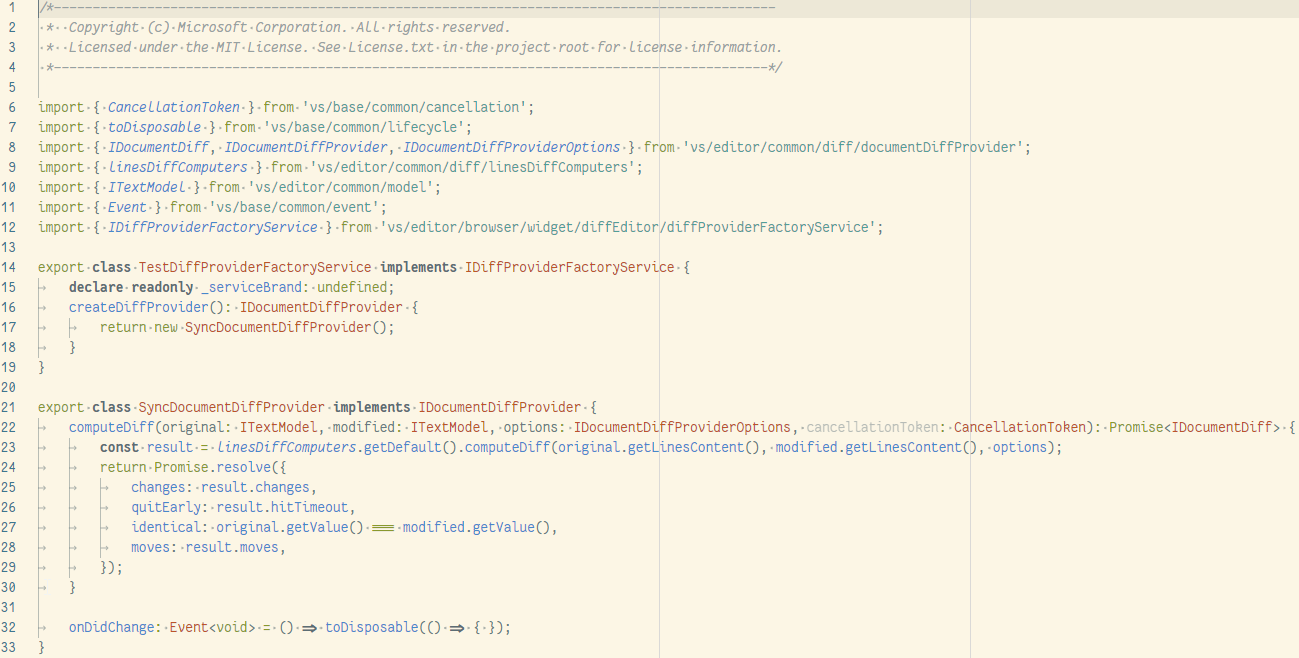 1 /*---------------------------------------------------------------------------------------------
2  *  Copyright (c) Microsoft Corporation. All rights reserved.
3  *  Licensed under the MIT License. See License.txt in the project root for license information.
4  *--------------------------------------------------------------------------------------------*/
5
6 import { CancellationToken } from 'vs/base/common/cancellation';
7 import { toDisposable } from 'vs/base/common/lifecycle';
8 import { IDocumentDiff, IDocumentDiffProvider, IDocumentDiffProviderOptions } from 'vs/editor/common/diff/documentDiffProvider';
9 import { linesDiffComputers } from 'vs/editor/common/diff/linesDiffComputers';
10 import { ITextModel } from 'vs/editor/common/model';
11 import { Event } from 'vs/base/common/event';
12 import { IDiffProviderFactoryService } from 'vs/editor/browser/widget/diffEditor/diffProviderFactoryService';
13
14 export class TestDiffProviderFactoryService implements IDiffProviderFactoryService {
15 	declare readonly _serviceBrand: undefined;
16 	createDiffProvider(): IDocumentDiffProvider {
17 		return new SyncDocumentDiffProvider();
18 	}
19 }
20
21 export class SyncDocumentDiffProvider implements IDocumentDiffProvider {
22 	computeDiff(original: ITextModel, modified: ITextModel, options: IDocumentDiffProviderOptions, cancellationToken: CancellationToken): Promise<IDocumentDiff> {
23 		const result = linesDiffComputers.getDefault().computeDiff(original.getLinesContent(), modified.getLinesContent(), options);
24 		return Promise.resolve({
25 			changes: result.changes,
26 			quitEarly: result.hitTimeout,
27 			identical: original.getValue() === modified.getValue(),
28 			moves: result.moves,
29 		});
30 	}
31
32 	onDidChange: Event<void> = () => toDisposable(() => { });
33 }